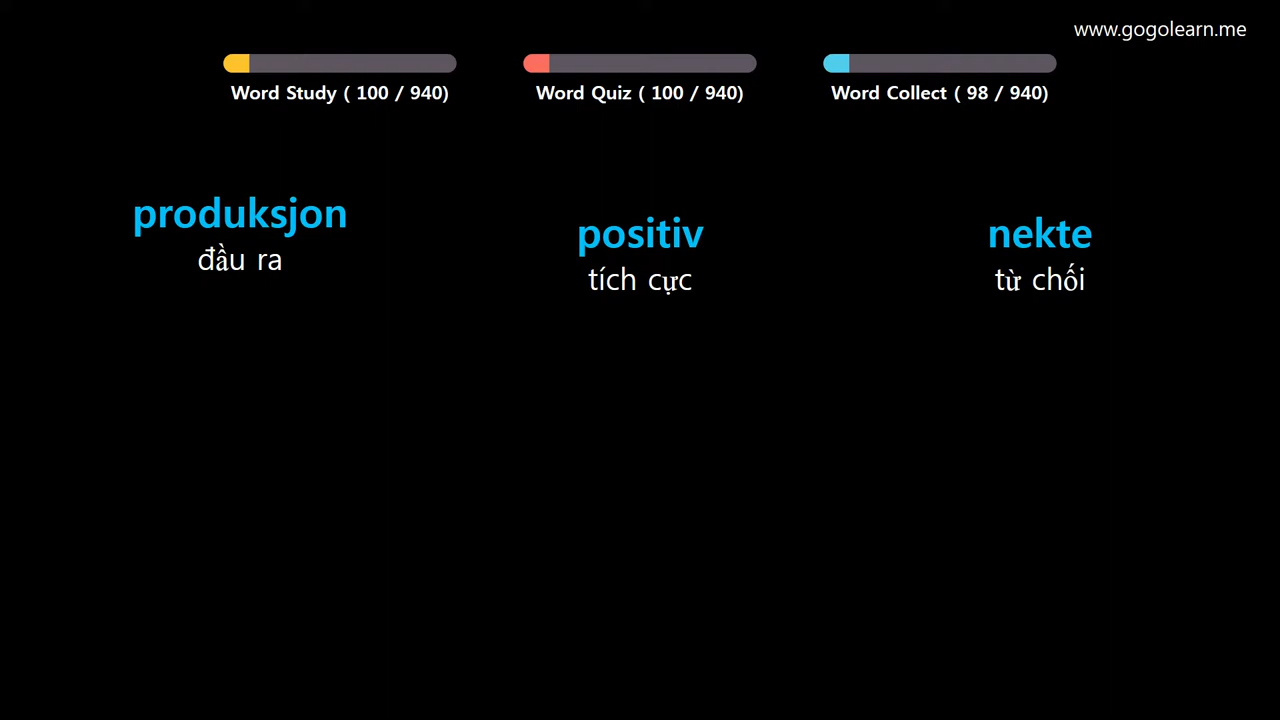 www.gogolearn.me
Word Study ( 100 / 940)
Word Quiz ( 100 / 940)
Word Collect ( 98 / 940)
produksjon
đầu ra
positiv
tích cực
nekte
từ chối